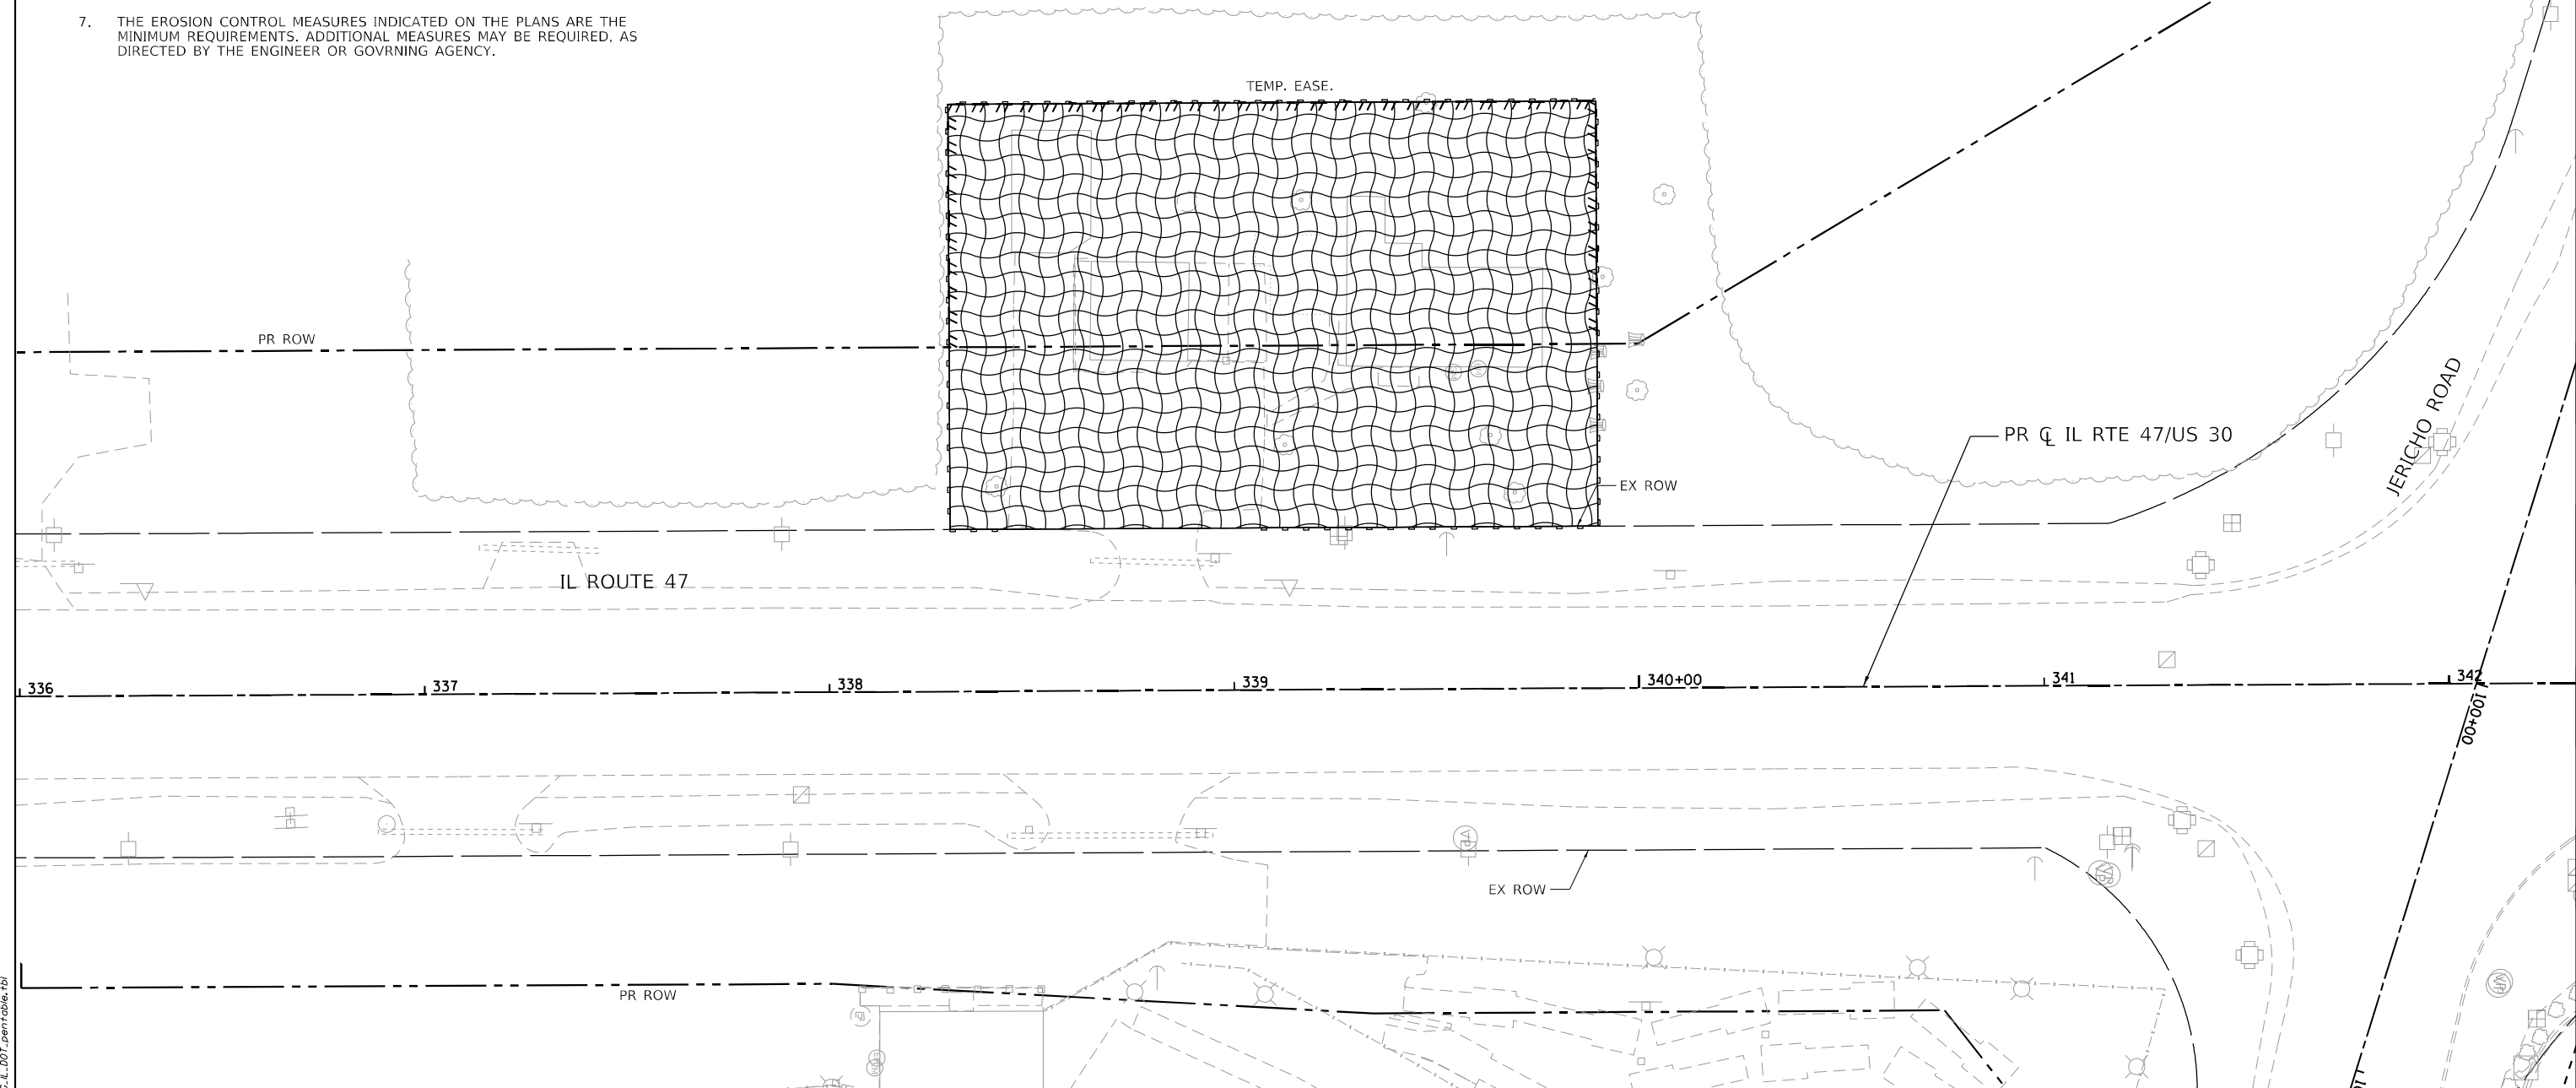 7. THE EROSION CONTROL MEASURES INDICATED ON THE PLANS ARE THE
MINIMUM REQUIREMENTS. ADDITIONAL MEASURES MAY BE REQUIRED, AS
DIRECTED BY THE ENGINEER OR GOVRNING AGENCY.
TEMP. EASE.
PR ROW
JERICHO ROAD
PR ℄ IL RTE 47/US 30
EX ROW
IL ROUTE 47
336
337
338
339
340+00
341
342
100+00
EX ROW
PR ROW